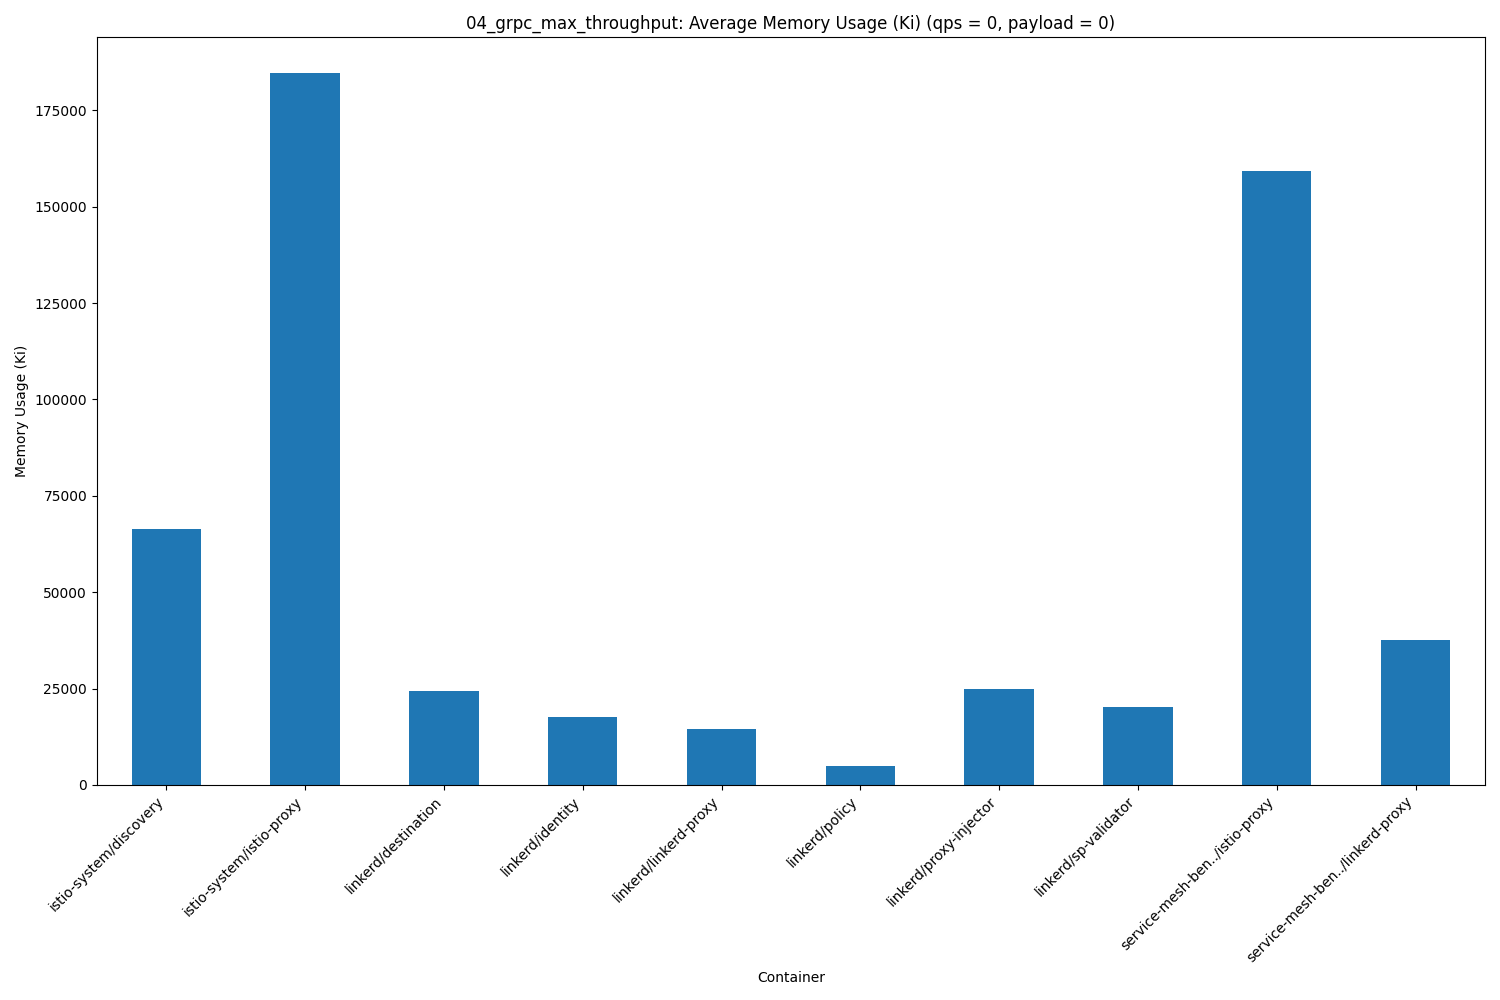 04_grpc_max_throughput: Average Memory Usage (Ki) (qps = 0, payload = 0)
Memory Usage (Ki)
175000
150000
125000
100000
75000
50000
25000
0
istio-system/discovery
istio-system/istio-proxy
linkerd/destination
linkerd/identity
linkerd/linkerd-proxy
linkerd/policy
linkerd/proxy-injector
linkerd/sp-validator
service-mesh-ben../istio-proxy
service-mesh-ben../linkerd-proxy
Container